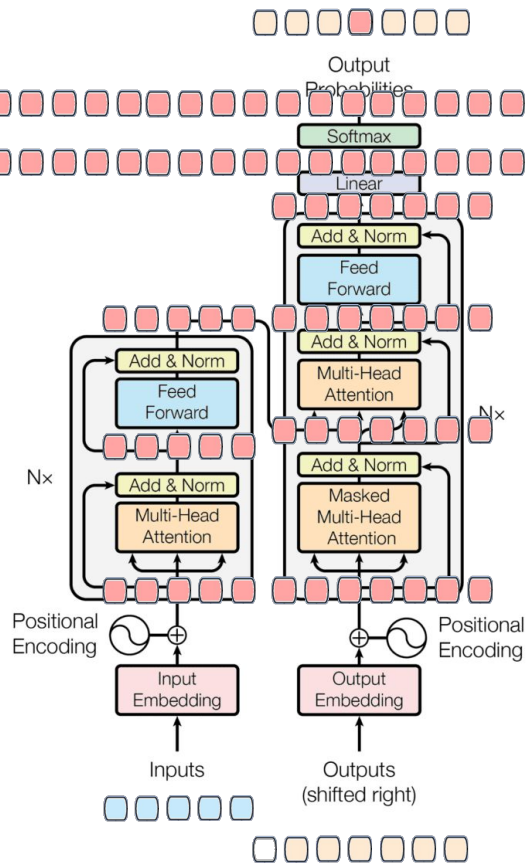 Output
Probabilities
Softmax
Linear
Add & Norm
Feed
Forward
Add & Norm
Multi-Head
Attention
N×
Add & Norm
Masked
Multi-Head
Attention
Add & Norm
Feed
Forward
N×
Add & Norm
Multi-Head
Attention
Positional
Encoding
Positional
Encoding
Input
Embedding
Output
Embedding
Inputs
Outputs
(shifted right)